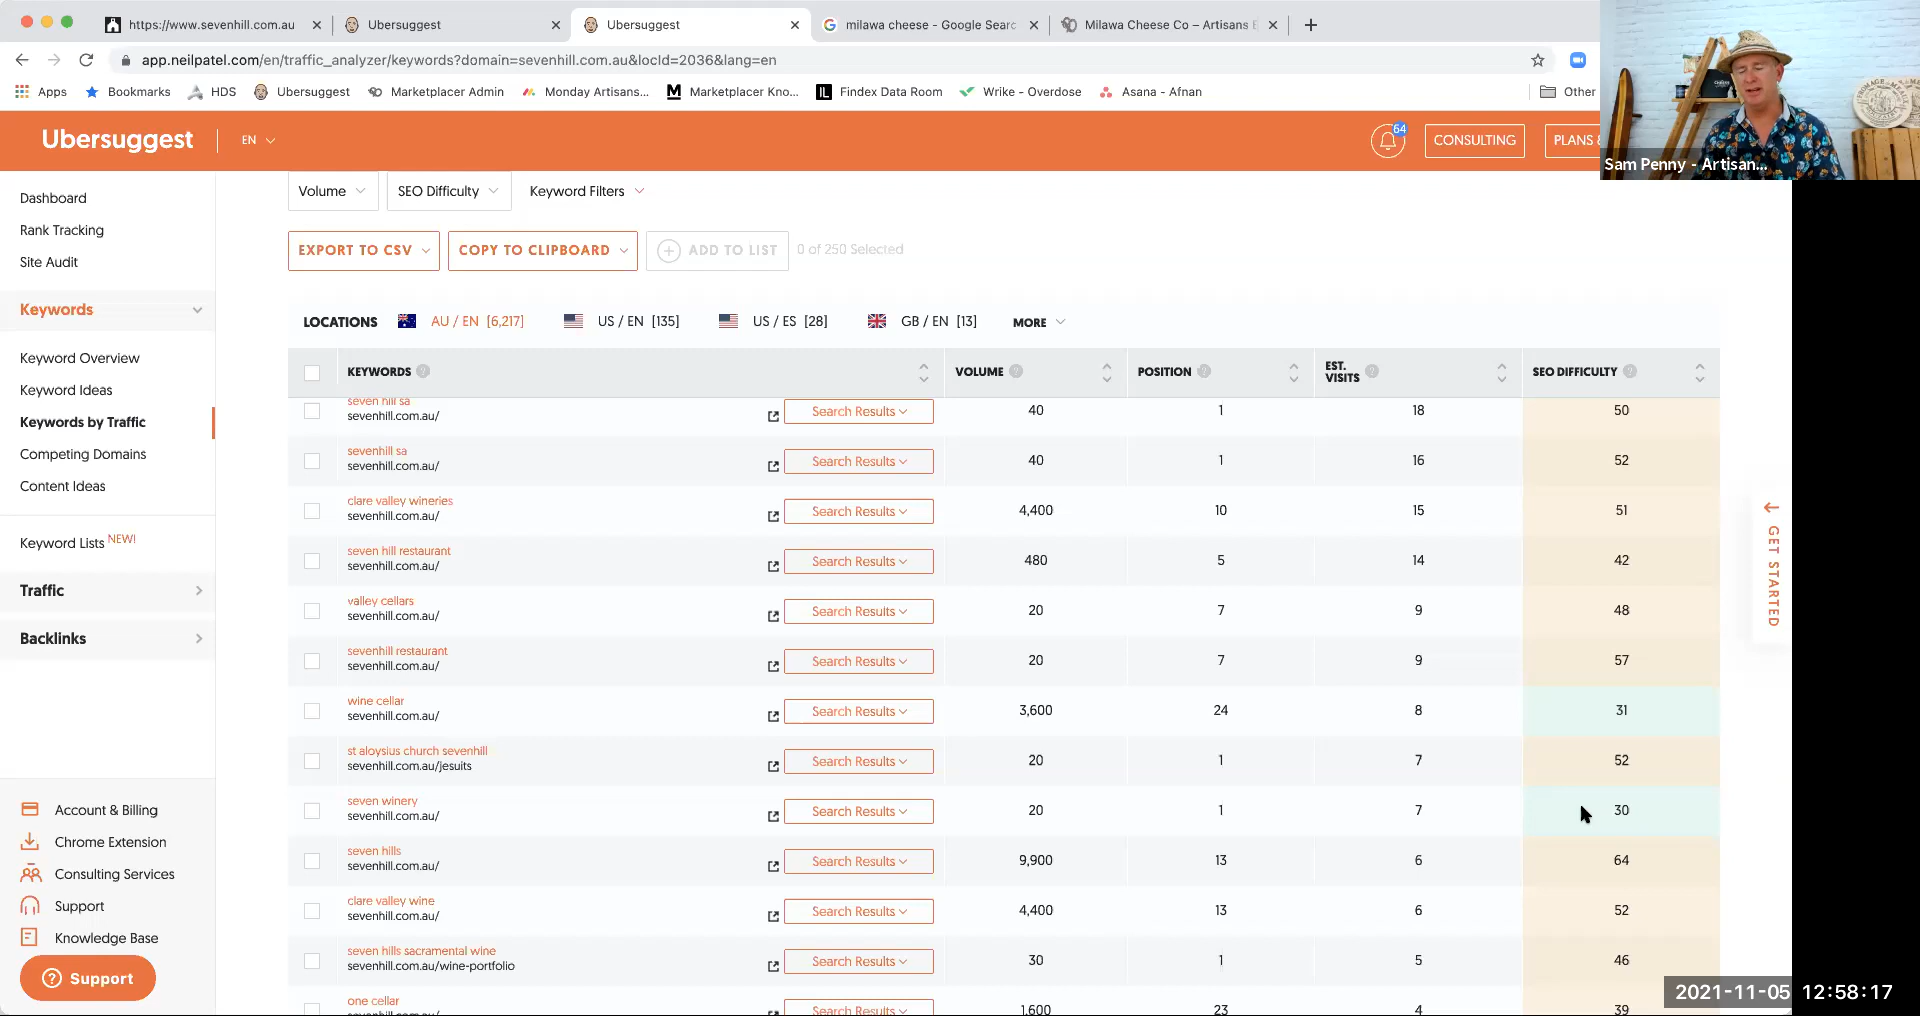 https://www.sevenhill.com.au
Ubersuggest
Ubersuggest
milawa cheese - Google Searc
Milawa Cheese Co – Artisans E
app.neilpatel.com/en/traffic_analyzer/keywords?domain=sevenhill.com.au&locId=2036&lang=en
Apps
Bookmarks
HDS
Ubersuggest
Marketplacer Admin
Monday Artisans...
Marketplacer Kno...
Findex Data Room
Wrike - Overdose
Asana - Afnan
Other
Ubersuggest
EN
64
CONSULTING
PLANS &
Sam Penny - Artisan...
Dashboard
Rank Tracking
Site Audit
Keywords
Keyword Overview
Keyword Ideas
Keywords by Traffic
Competing Domains
Content Ideas
Keyword Lists NEW!
Traffic
Backlinks
Account & Billing
Chrome Extension
Consulting Services
Support
Knowledge Base
Support
Volume
SEO Difficulty
Keyword Filters
EXPORT TO CSV
COPY TO CLIPBOARD
ADD TO LIST
0 of 250 Selected
LOCATIONS AU / EN [6,217] US / EN [135] US / ES [28] GB / EN [13] MORE
KEYWORDS VOLUME POSITION EST. VISITS SEO DIFFICULTY
seven hill sa
sevenhill.com.au/ Search Results 40 1 18 50
sevenhill sa
sevenhill.com.au/ Search Results 40 1 16 52
clare valley wineries
sevenhill.com.au/ Search Results 4,400 10 15 51
seven hill restaurant
sevenhill.com.au/ Search Results 480 5 14 42
valley cellars
sevenhill.com.au/ Search Results 20 7 9 48
sevenhill restaurant
sevenhill.com.au/ Search Results 20 7 9 57
wine cellar
sevenhill.com.au/ Search Results 3,600 24 8 31
st aloysius church sevenhill
sevenhill.com.au/jesuits Search Results 20 1 7 52
seven winery
sevenhill.com.au/ Search Results 20 1 7 30
seven hills
sevenhill.com.au/ Search Results 9,900 13 6 64
clare valley wine
sevenhill.com.au/ Search Results 4,400 13 6 52
seven hills sacramental wine
sevenhill.com.au/wine-portfolio Search Results 30 1 5 46
one cellar
sevenhill.com.au/ Search Results 1,600 23 4 39
GET STARTED
2021-11-05 12:58:17